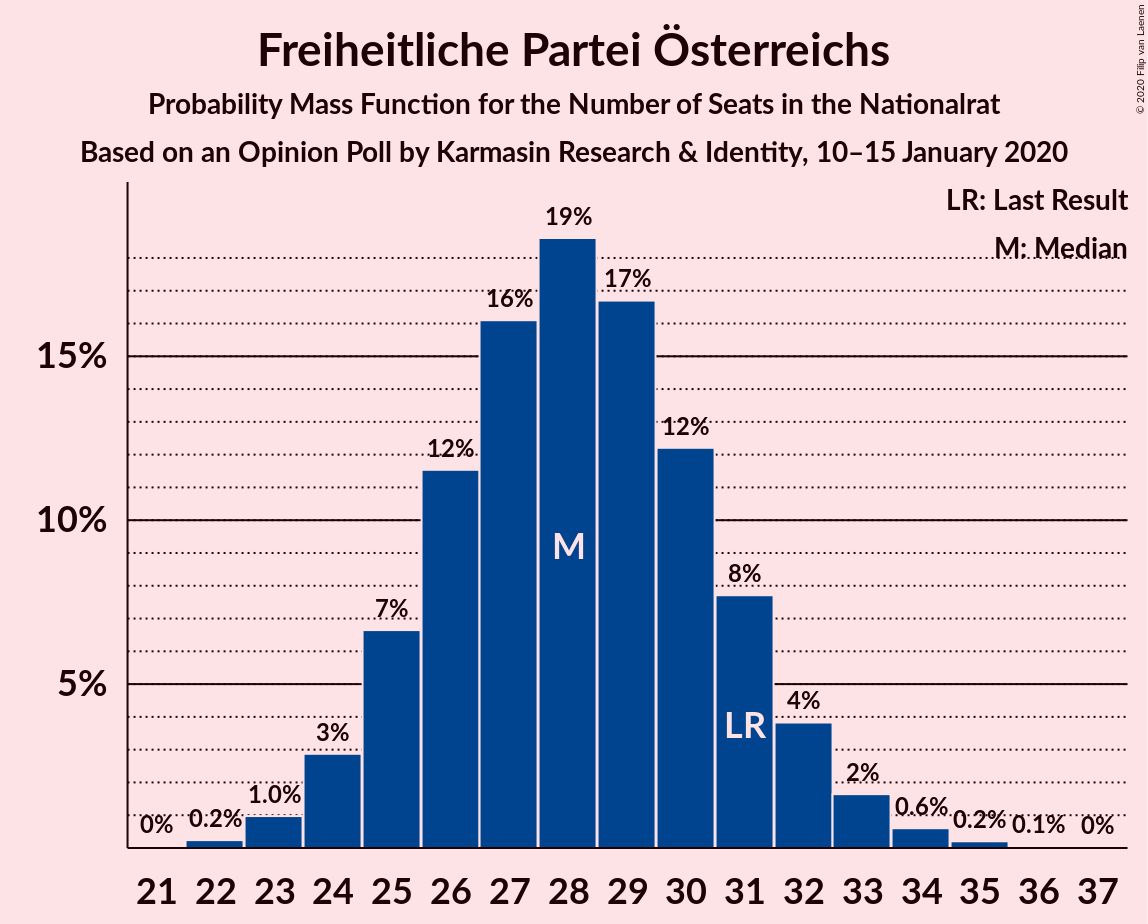 Freiheitliche Partei Österreichs
Probability Mass Function for the Number of Seats in the Nationalrat
Based on an Opinion Poll by Karmasin Research & Identity, 10–15 January 2020
© 2020 Filip van Laenen
LR: Last Result
M: Median
15%
10%
5%
0%
0.2%
1.0%
3%
7%
12%
16%
19%
17%
12%
8%
4%
2%
0.6%
0.2%
0.1%
0%
M
LR
21 22 23 24 25 26 27 28 29 30 31 32 33 34 35 36 37